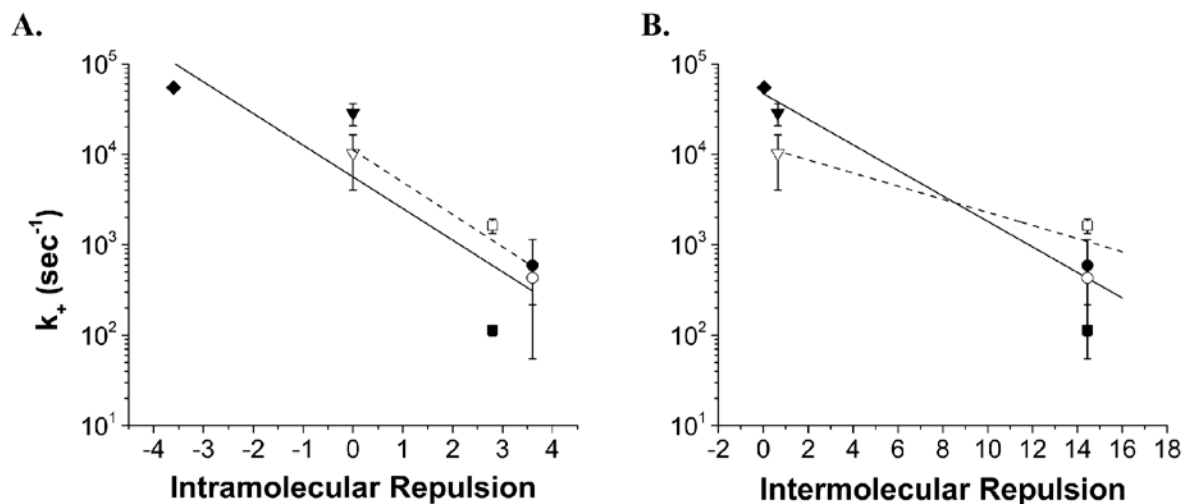 A.
B.
10^5
10^4
10^3
10^2
10^1
k_+ (sec^-1)
-4 -3 -2 -1 0 1 2 3 4
Intramolecular Repulsion
10^5
10^4
10^3
10^2
10^1
-2 0 2 4 6 8 10 12 14 16 18
Intermolecular Repulsion